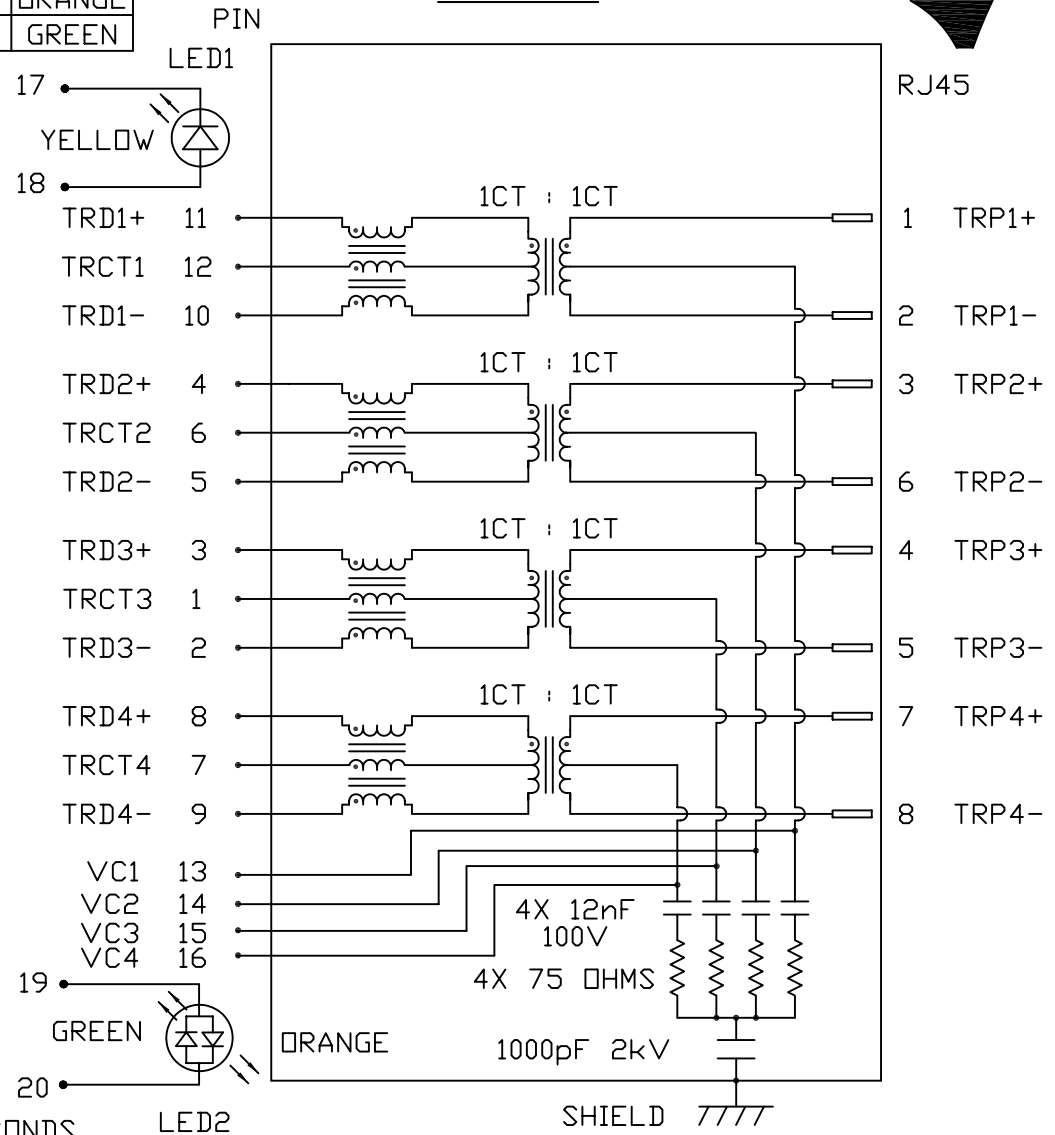 ORANGE
GREEN
PIN
LED1
17
RJ45
YELLOW
18
1CT : 1CT
TRD1+ 11 1 TRP1+
TRCT1 12
TRD1- 10 2 TRP1-
1CT : 1CT
TRD2+ 4 3 TRP2+
TRCT2 6
TRD2- 5 6 TRP2-
1CT : 1CT
TRD3+ 3 4 TRP3+
TRCT3 1
TRD3- 2 5 TRP3-
1CT : 1CT
TRD4+ 8 7 TRP4+
TRCT4 7
TRD4- 9 8 TRP4-
VC1 13
VC2 14
VC3 15
VC4 16
4X 12nF
100V
4X 75 OHMS
19
GREEN
ORANGE
1000pF 2kV
20
LED2
SHIELD